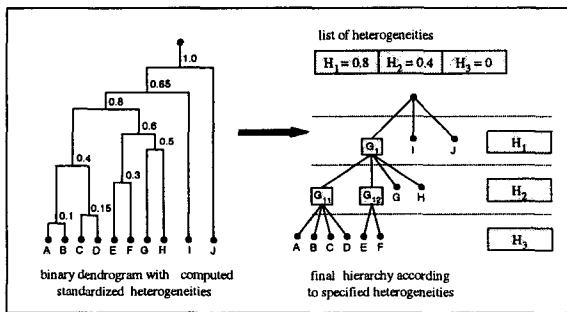 1.0
0.65
0.8
0.6
0.5
0.4
0.3
0.15
0.1
A B C D E F G H I J
binary dendrogram with computed
standardized heterogeneities
list of heterogeneities
H1 = 0.8 H2 = 0.4 H3 = 0
G1 I J H1
G11 G12 G H H2
A B C D E F H3
final hierarchy according
to specified heterogeneities